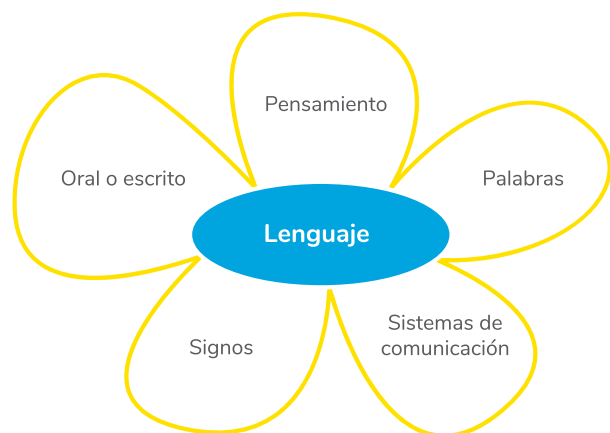 Pensamiento
Oral o escrito
Palabras
Lenguaje
Signos
Sistemas de
comunicación